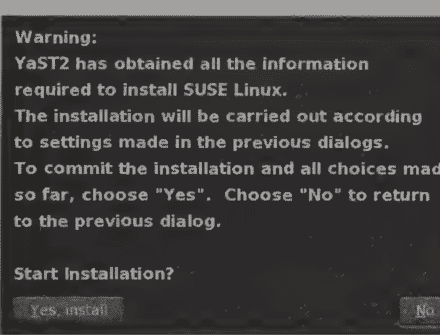 Warning:
YaST2 has obtained all the information
required to install SUSE Linux.
The installation will be carried out according
to settings made in the previous dialogs.
To commit the installation and all choices mad
so far, choose "Yes".  Choose "No" to return
to the previous dialog.
Start Installation?
Yes, install
No